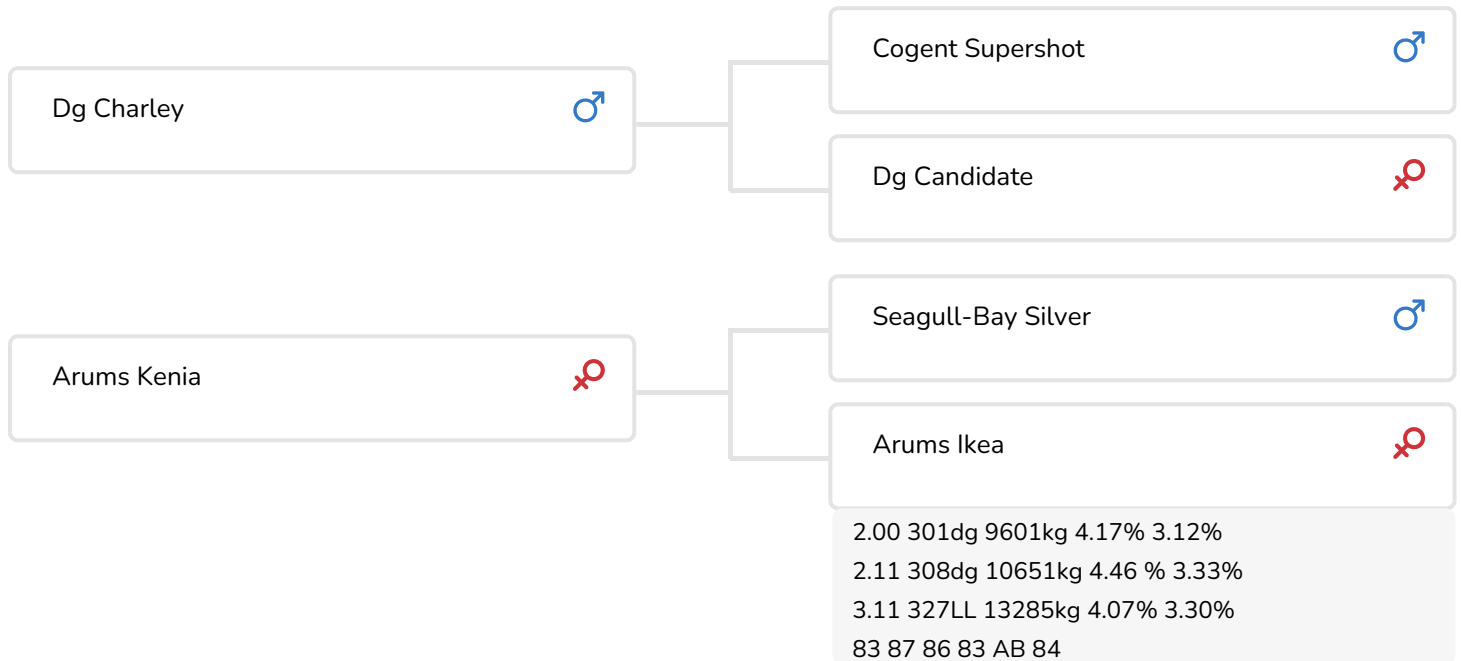 Dg Charley
Cogent Supershot
Dg Candidate
Arums Kenia
Seagull-Bay Silver
Arums Ikea
2.00 301dg 9601kg 4.17% 3.12%
2.11 308dg 10651kg 4.46 % 3.33%
3.11 327LL 13285kg 4.07% 3.30%
83 87 86 83 AB 84